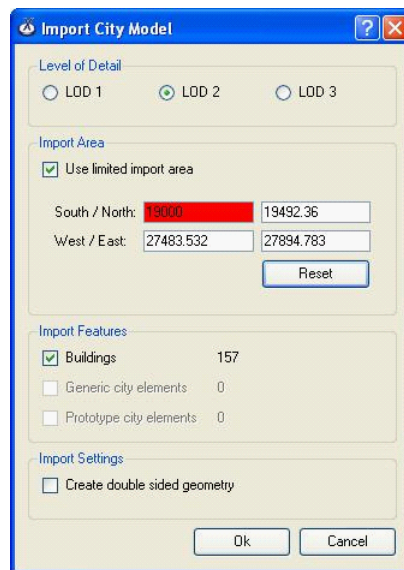 Import City Model
Level of Detail
LOD 1 LOD 2 LOD 3
Import Area
Use limited import area
South / North: 19000 19492.36
West / East: 27483.532 27894.783
Reset
Import Features
Buildings 157
Generic city elements 0
Prototype city elements 0
Import Settings
Create double sided geometry
Ok Cancel